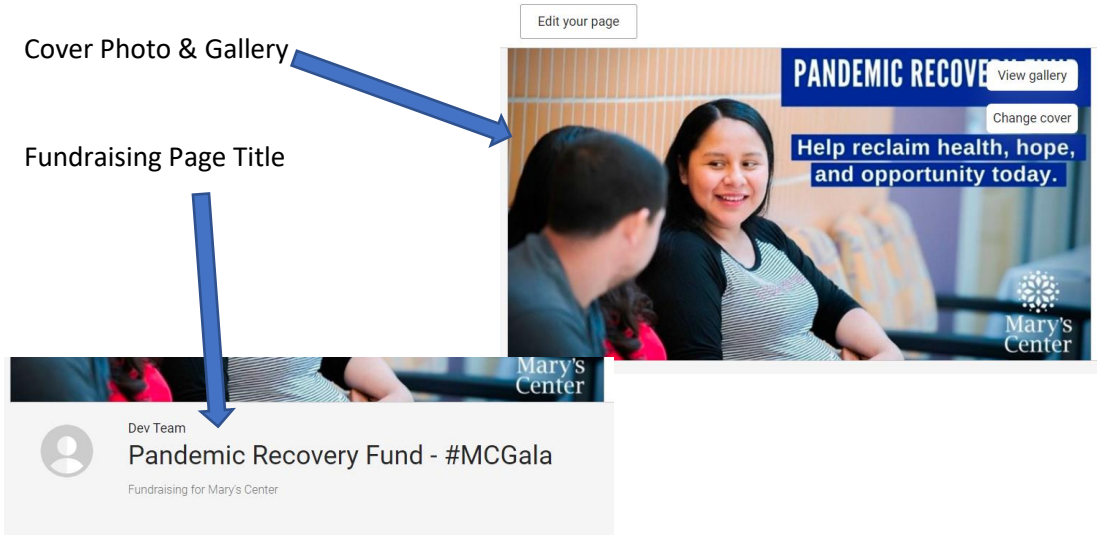 Edit your page
Cover Photo & Gallery
PANDEMIC RECOVE
View gallery
Change cover
Help reclaim health, hope,
and opportunity today.
Fundraising Page Title
Mary's
Center
Mary's
Center
Dev Team
Pandemic Recovery Fund - #MCGala
Fundraising for Mary's Center